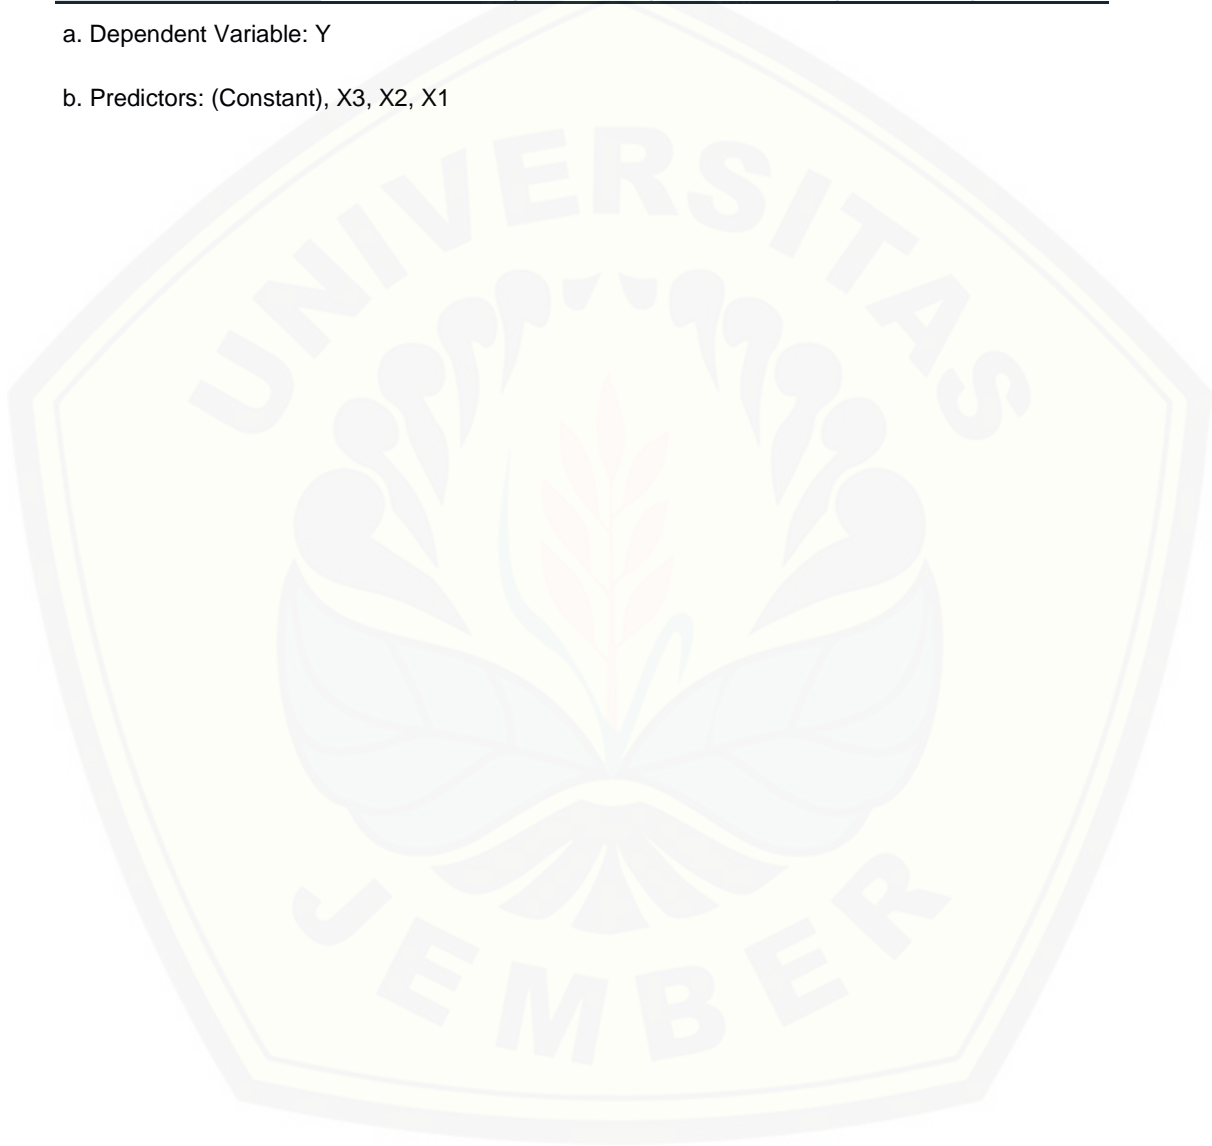 a. Dependent Variable: Y
b. Predictors: (Constant), X3, X2, X1
UNIVERSITAS
JEMBER